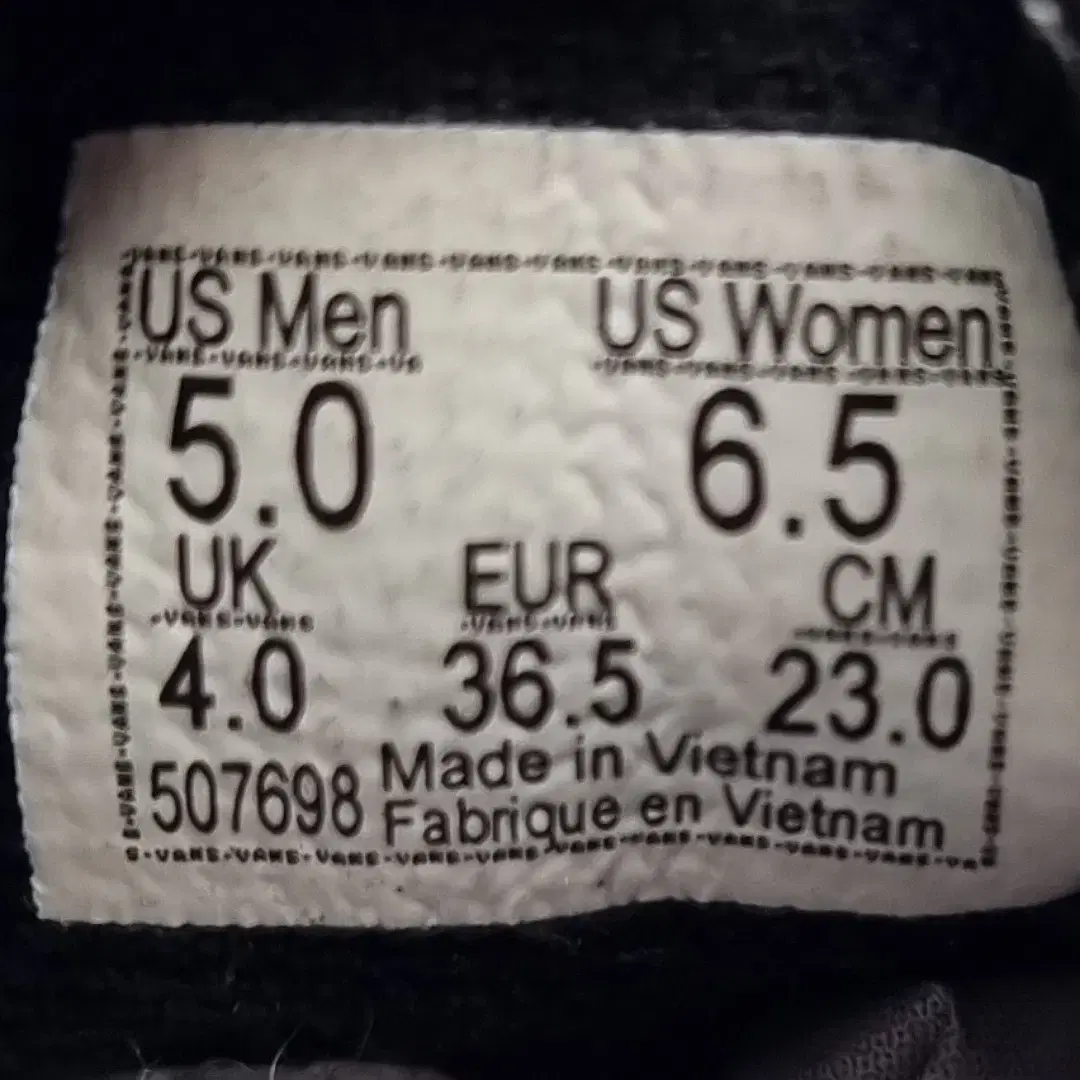 US Men US Women
5.0 6.5
UK EUR CM
4.0 36.5 23.0
507698 Made in Vietnam
Fabrique en Vietnam